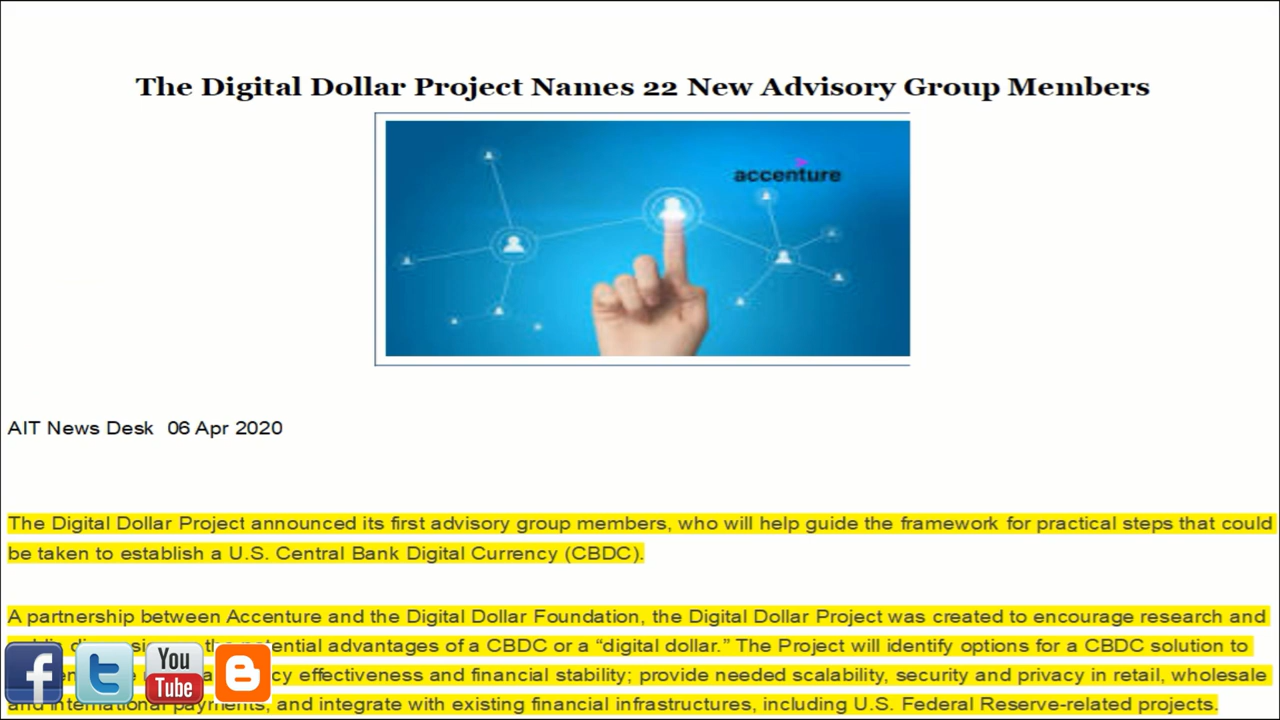 The Digital Dollar Project Names 22 New Advisory Group Members
accenture
AIT News Desk 06 Apr 2020
The Digital Dollar Project announced its first advisory group members, who will help guide the framework for practical steps that could
be taken to establish a U.S. Central Bank Digital Currency (CBDC).
A partnership between Accenture and the Digital Dollar Foundation, the Digital Dollar Project was created to encourage research and
potential advantages of a CBDC or a “digital dollar.” The Project will identify options for a CBDC solution to
effectiveness and financial stability; provide needed scalability, security and privacy in retail, wholesale
and international payments; and integrate with existing financial infrastructures, including U.S. Federal Reserve-related projects.
f t You Tube B